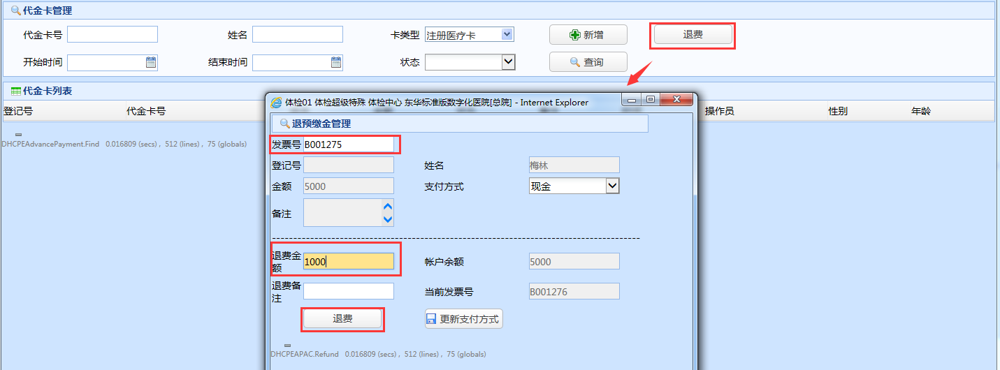 代金卡管理
代金卡号 姓名 卡类型 注册医疗卡 新增 退费
开始时间 结束时间 状态 查询
代金卡列表
登记号 代金卡号 操作员 性别 年龄
DHCPEAdvancePayment.Find 0.016809 (secs) , 512 (lines) , 75 (globals)
体检01 体检超级特殊 体检中心 东华标准版数字化医院[总院] - Internet Explorer
退预缴金管理
发票号 B001275
登记号 姓名 梅林
金额 5000 支付方式 现金
备注
退费金额 1000 帐户余额 5000
退费备注 当前发票号 B001276
退费 更新支付方式
DHCPEAPAC.Refund 0.016809 (secs) , 512 (lines) , 75 (globals)